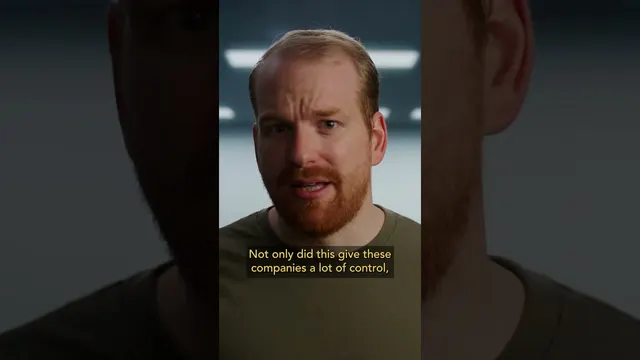 Not only did this give these
companies a lot of control,